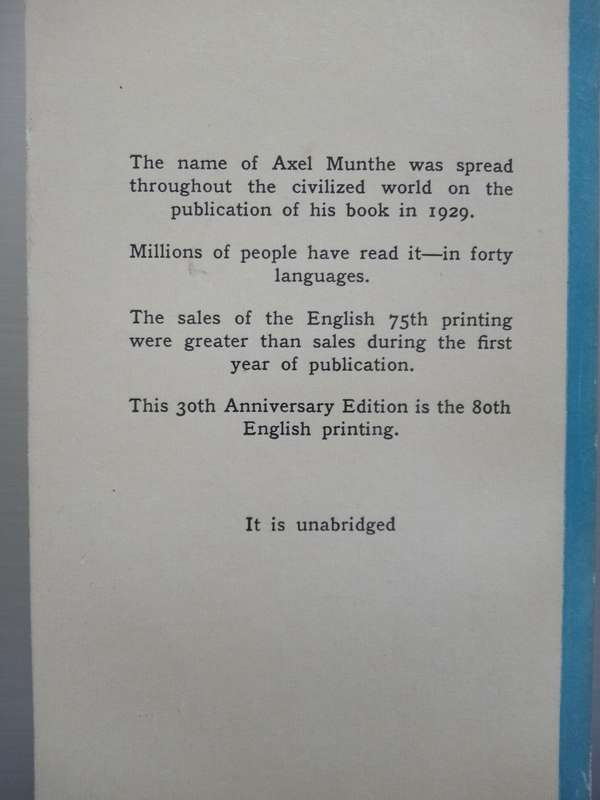 The name of Axel Munthe was spread
throughout the civilized world on the
publication of his book in 1929.
Millions of people have read it—in forty
languages.
The sales of the English 75th printing
were greater than sales during the first
year of publication.
This 30th Anniversary Edition is the 80th
English printing.
It is unabridged